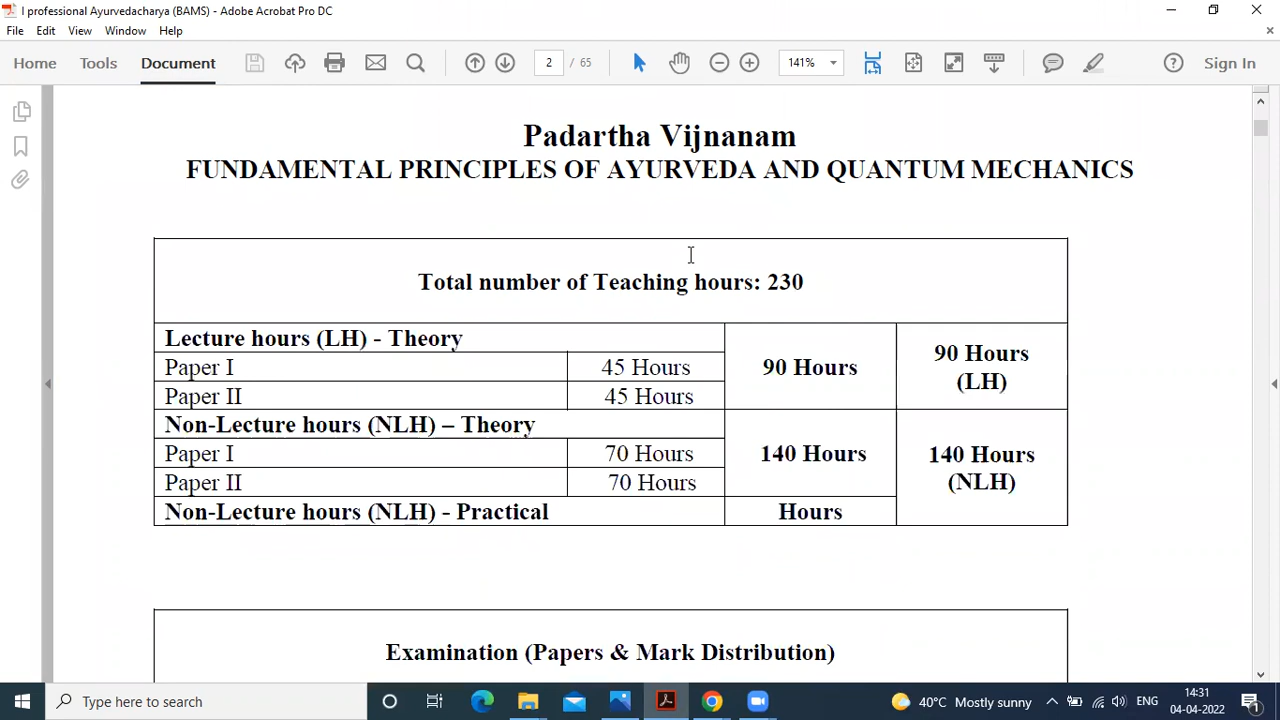 I professional Ayurvedacharya (BAMS) - Adobe Acrobat Pro DC
File Edit View Window Help
Home Tools Document 2 / 65 141% Sign In
Padartha Vijnanam
FUNDAMENTAL PRINCIPLES OF AYURVEDA AND QUANTUM MECHANICS
Total number of Teaching hours: 230
Lecture hours (LH) - Theory
90 Hours
90 Hours
(LH)
Paper I 45 Hours
Paper II 45 Hours
Non-Lecture hours (NLH) – Theory
140 Hours
140 Hours
(NLH)
Paper I 70 Hours
Paper II 70 Hours
Non-Lecture hours (NLH) - Practical Hours
Examination (Papers & Mark Distribution)
Type here to search
40°C Mostly sunny
ENG
14:31
04-04-2022
1